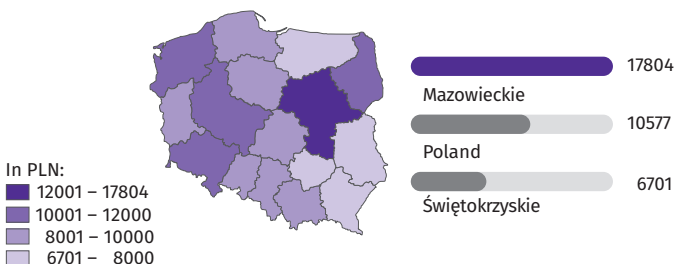 In PLN:
12001 – 17804
10001 – 12000
8001 – 10000
6701 – 8000
17804
Mazowieckie
10577
Poland
6701
Świętokrzyskie